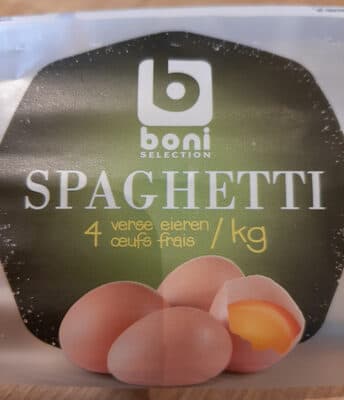 boni
SELECTION
SPAGHETTI
4 verse eieren / kg
œufs frais